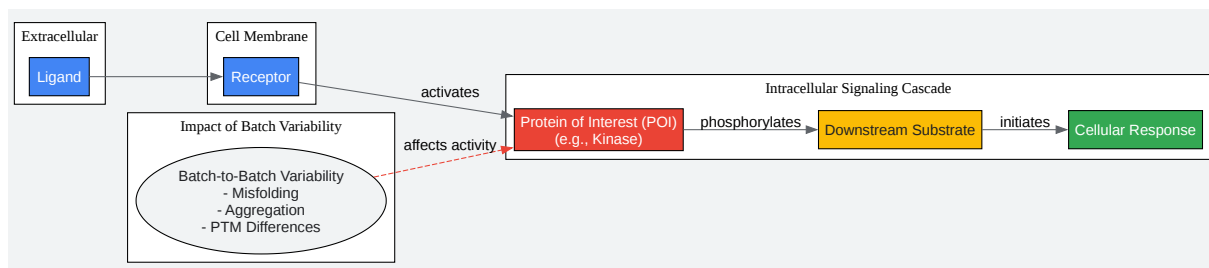 Extracellular
Ligand
Cell Membrane
Receptor
activates
Impact of Batch Variability
Batch-to-Batch Variability
- Misfolding
- Aggregation
- PTM Differences
affects activity
Intracellular Signaling Cascade
Protein of Interest (POI)
(e.g., Kinase)
phosphorylates
Downstream Substrate
initiates
Cellular Response